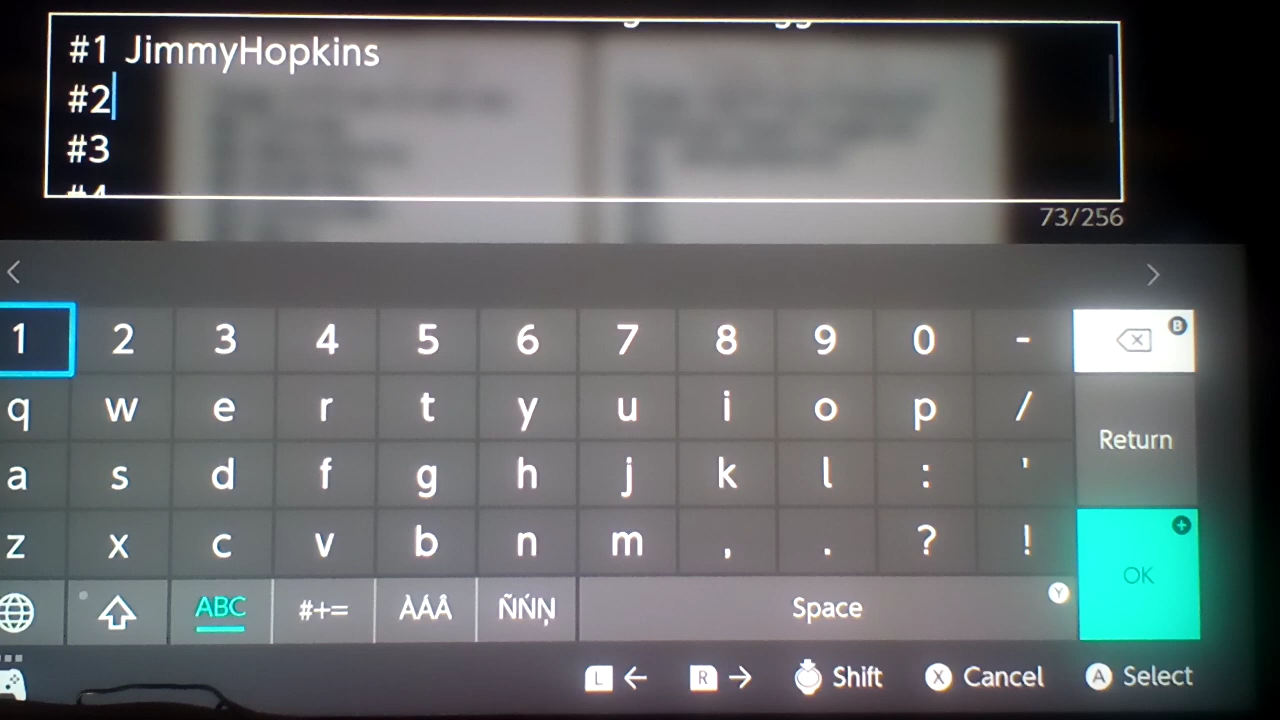 #1 JimmyHopkins
#2
#3
#4
73/256
1 2 3 4 5 6 7 8 9 0 - B
q w e r t y u i o p /
Return
a s d f g h j k l : '
z x c v b n m , . ? !
+
OK
ABC #+= ÀÁÂ ÑŃŅ Space Y
L ← R → Shift X Cancel A Select